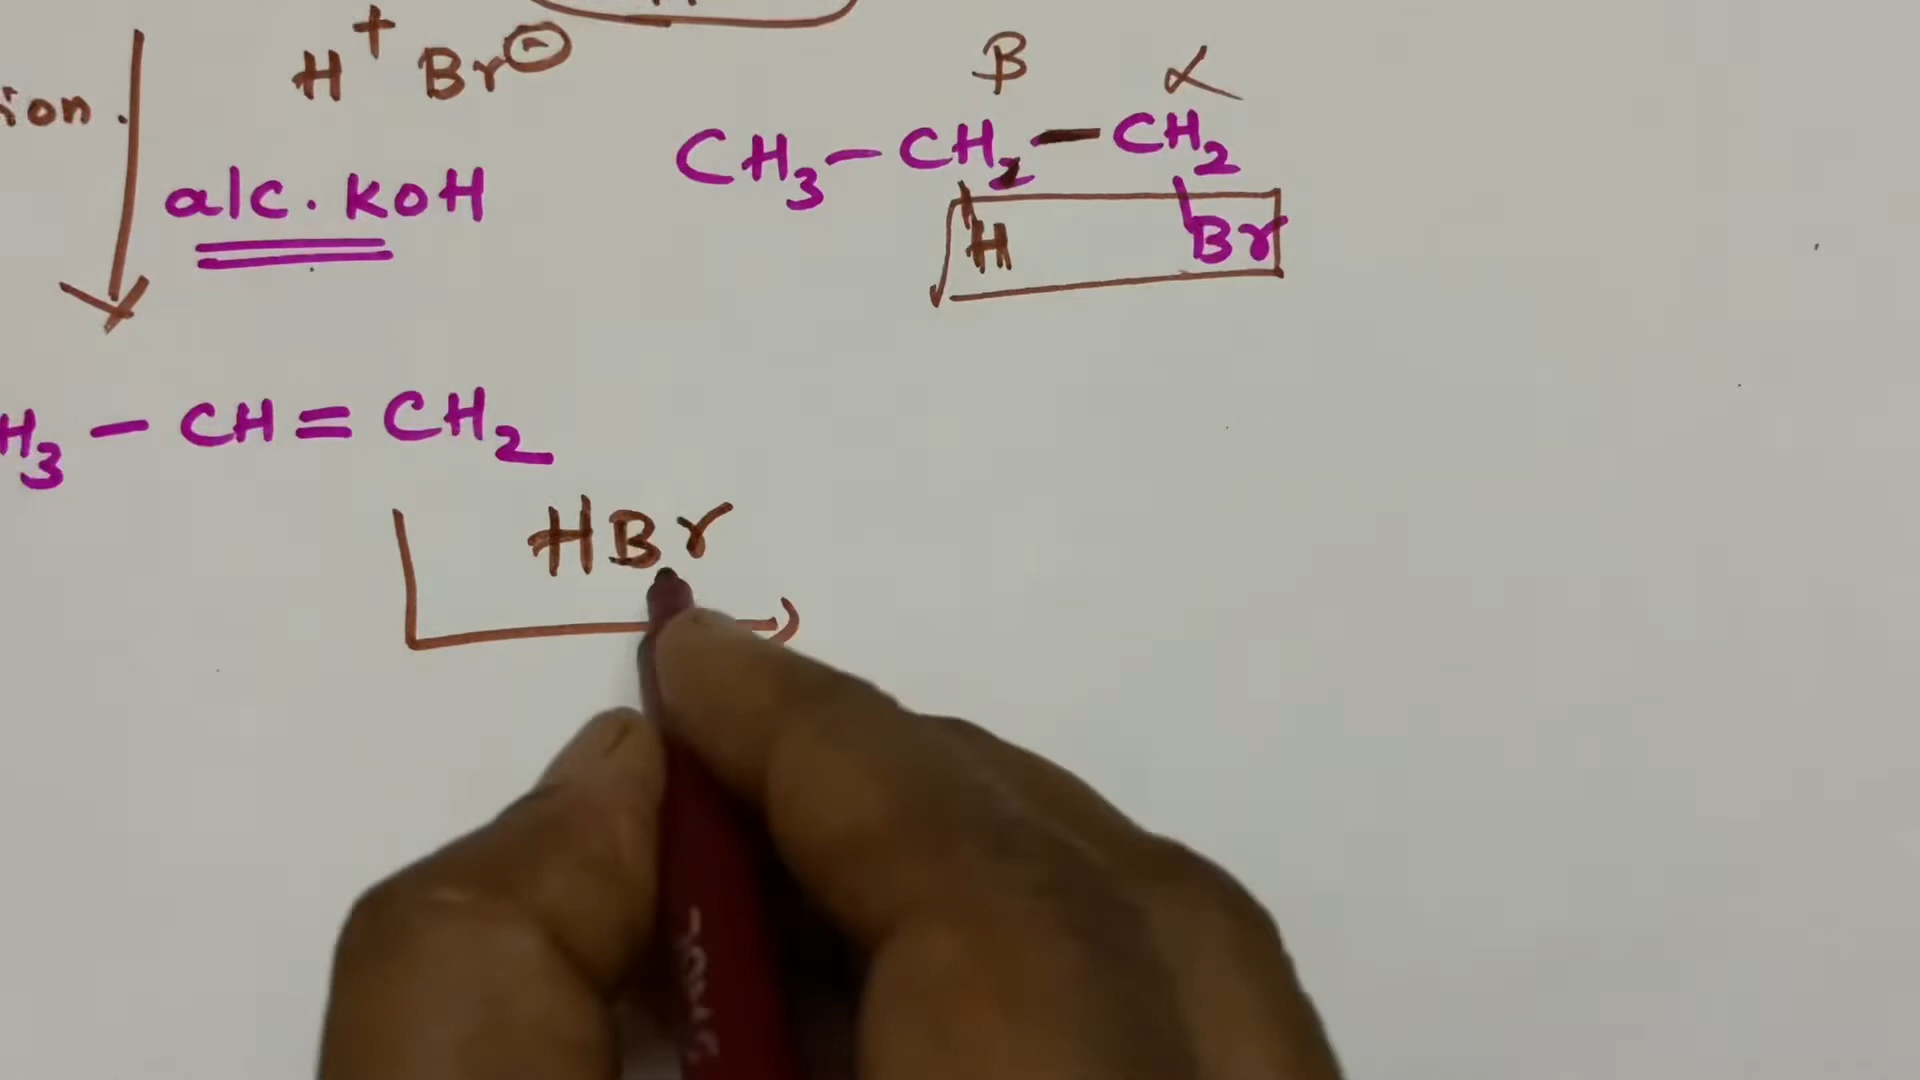 H⁺ Br⊖
β α
ion.
CH₃–CH₂–CH₂
alc. KOH
H Br
H₃–CH=CH₂
HBr